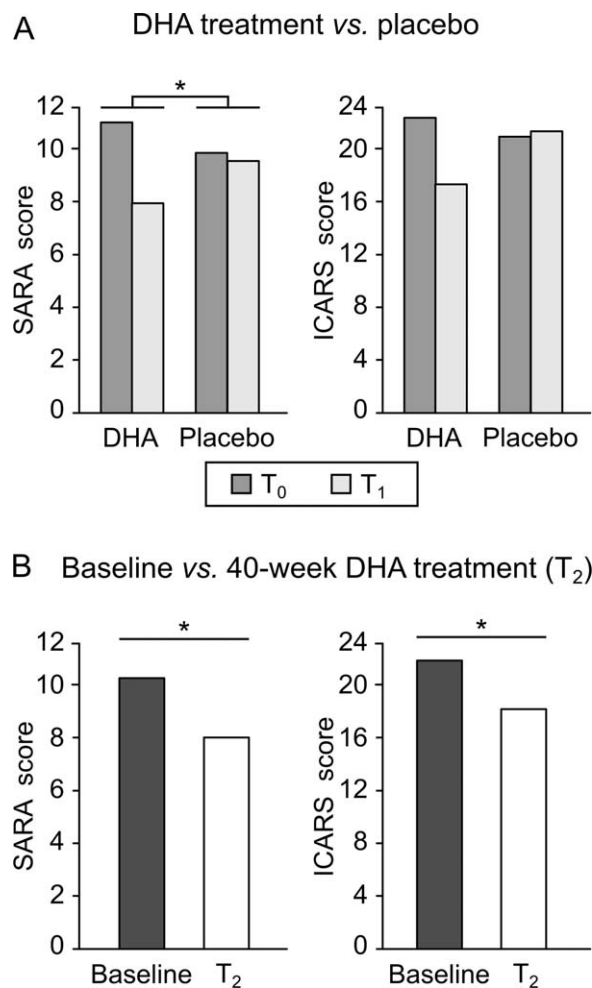 A DHA treatment vs. placebo
*
12
10
8
6
4
2
0
SARA score
DHA Placebo
24
20
16
12
8
4
0
ICARS score
DHA Placebo
T₀ T₁
B Baseline vs. 40-week DHA treatment (T₂)
*
12
10
8
6
4
2
0
SARA score
Baseline T₂
*
24
20
16
12
8
4
0
ICARS score
Baseline T₂